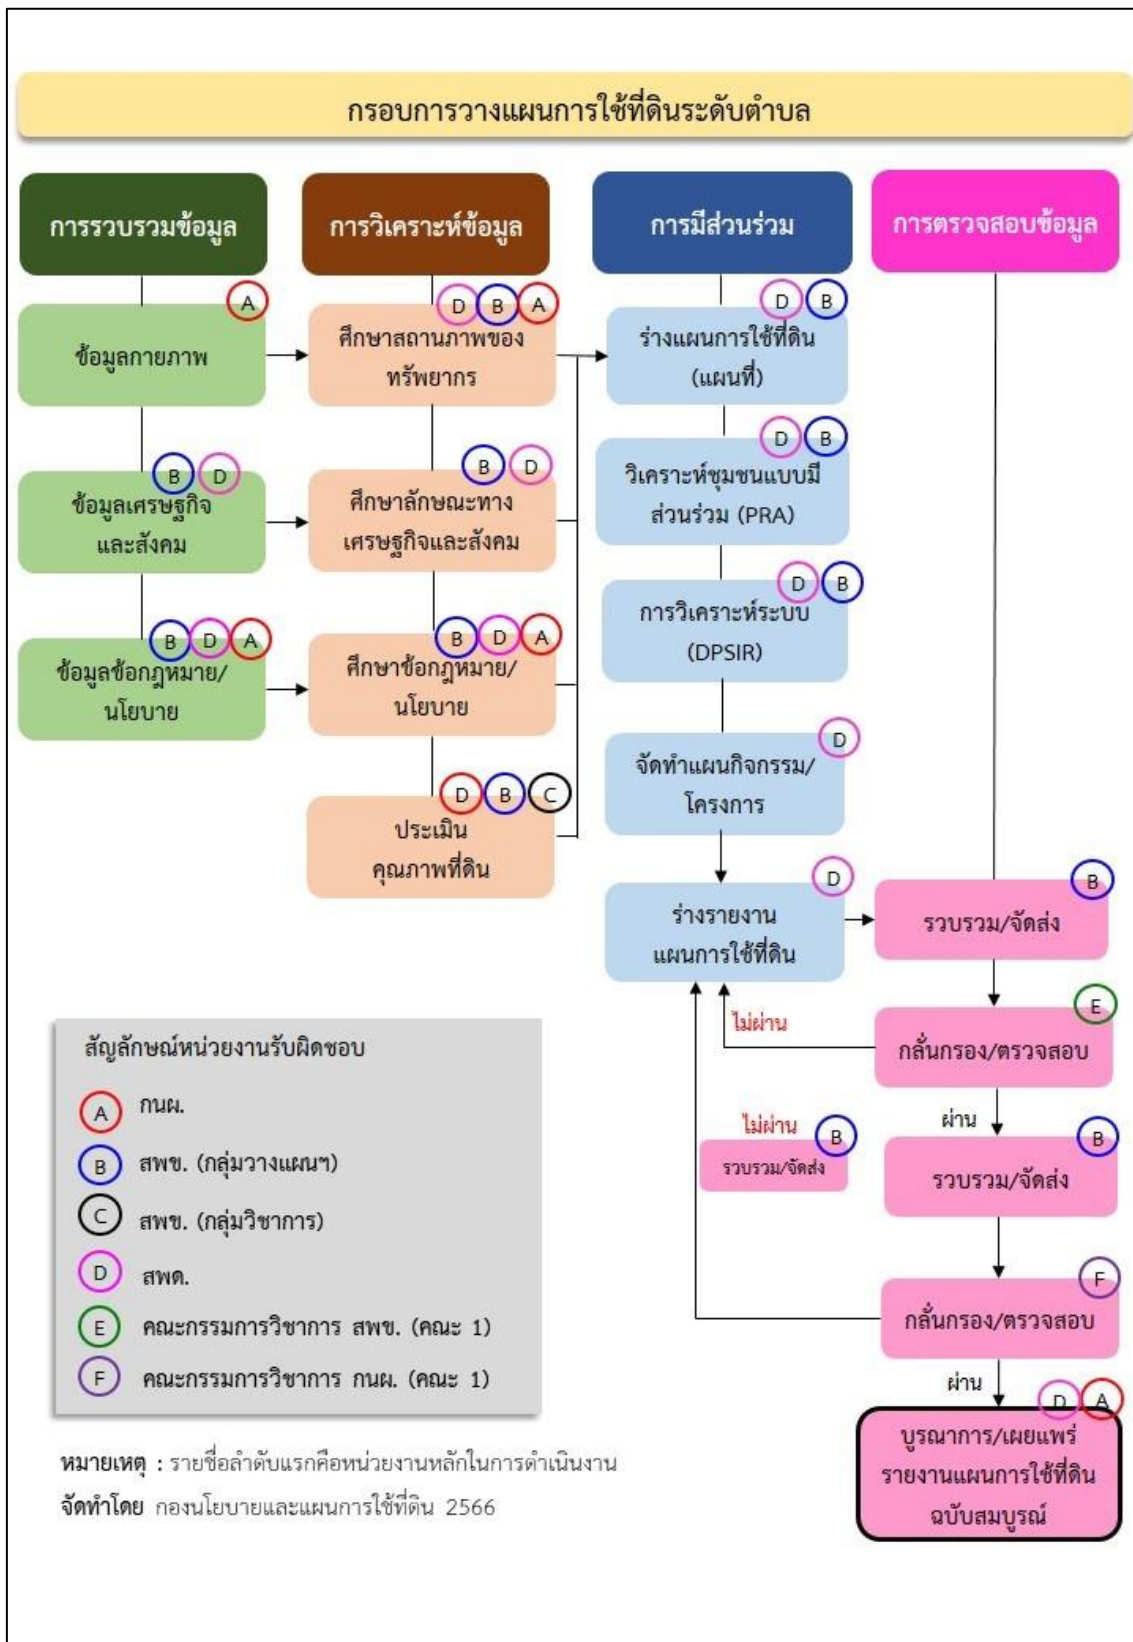 กรอบการวางแผนการใช้ที่ดินระดับตำบล
การรวบรวมข้อมูล
A
ข้อมูลกายภาพ
B D
ข้อมูลเศรษฐกิจ
และสังคม
B D A
ข้อมูลข้อกฎหมาย/
นโยบาย
การวิเคราะห์ข้อมูล
D B A
ศึกษาสถานภาพของ
ทรัพยากร
B D
ศึกษาลักษณะทาง
เศรษฐกิจและสังคม
B D A
ศึกษาข้อกฎหมาย/
นโยบาย
D B C
ประเมิน
คุณภาพที่ดิน
การมีส่วนร่วม
D B
ร่างแผนการใช้ที่ดิน
(แผนที่)
D B
วิเคราะห์ชุมชนแบบมี
ส่วนร่วม (PRA)
D B
การวิเคราะห์ระบบ
(DPSIR)
D
จัดทำแผนกิจกรรม/
โครงการ
D
ร่างรายงาน
แผนการใช้ที่ดิน
การตรวจสอบข้อมูล
B
รวบรวม/จัดส่ง
E
ไม่ผ่าน
กลั่นกรอง/ตรวจสอบ
ผ่าน
ไม่ผ่าน
B
รวบรวม/จัดส่ง
B
รวบรวม/จัดส่ง
F
กลั่นกรอง/ตรวจสอบ
ผ่าน
D A
บูรณาการ/เผยแพร่
รายงานแผนการใช้ที่ดิน
ฉบับสมบูรณ์
สัญลักษณ์หน่วยงานรับผิดชอบ
A กนผ.
B สพข. (กลุ่มวางแผนฯ)
C สพข. (กลุ่มวิชาการ)
D สพด.
E คณะกรรมการวิชาการ สพข. (คณะ 1)
F คณะกรรมการวิชาการ กนผ. (คณะ 1)
หมายเหตุ : รายชื่อลำดับแรกคือหน่วยงานหลักในการดำเนินงาน
จัดทำโดย กองนโยบายและแผนการใช้ที่ดิน 2566